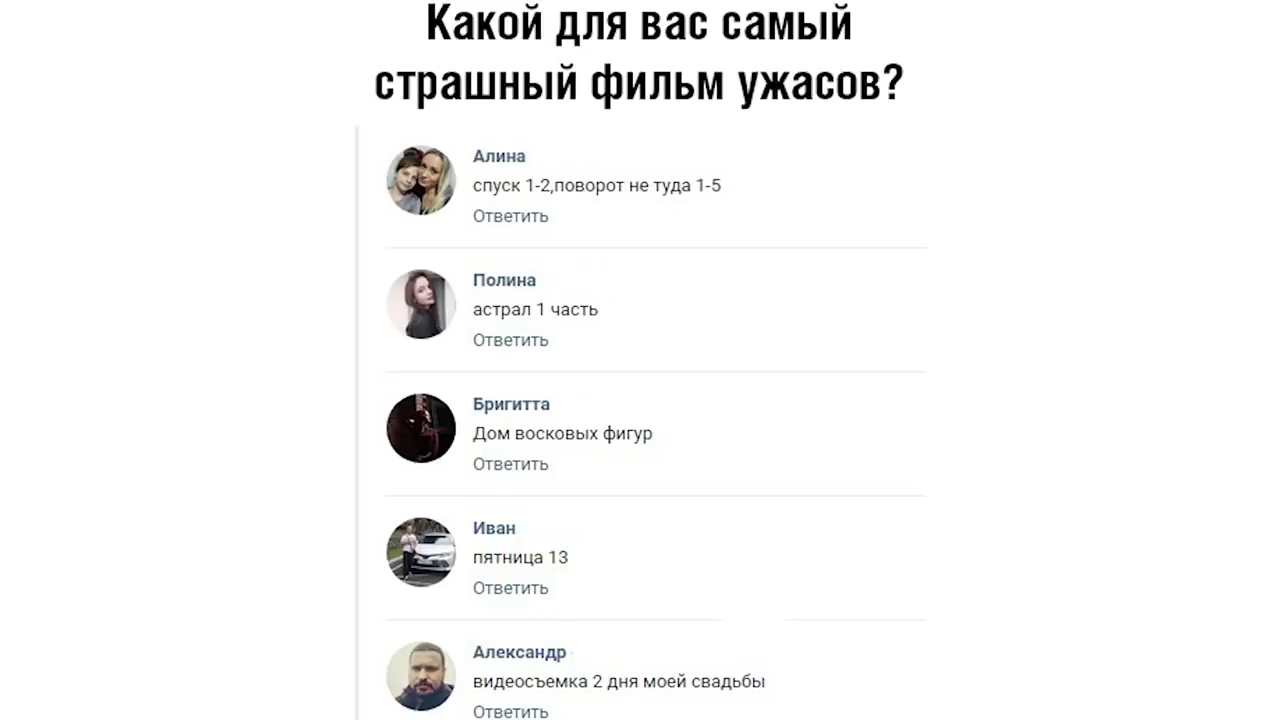 Какой для вас самый
страшный фильм ужасов?
Алина
спуск 1-2,поворот не туда 1-5
Ответить
Полина
астрал 1 часть
Ответить
Бригитта
Дом восковых фигур
Ответить
Иван
пятница 13
Ответить
Александр
видеосъемка 2 дня моей свадьбы
Ответить